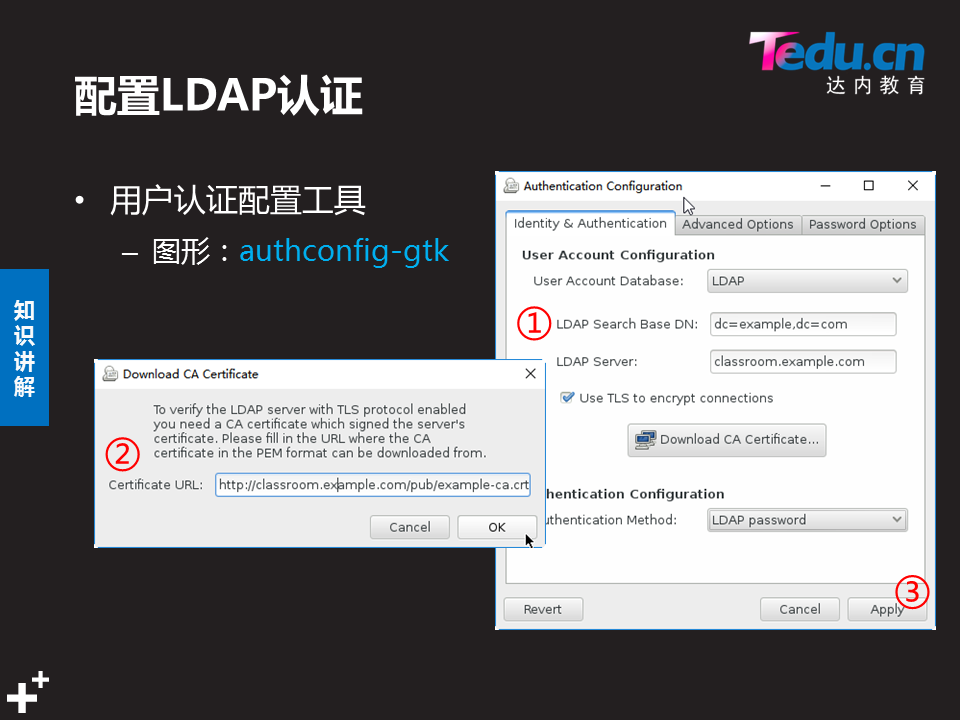 Tedu.cn
达内教育
配置LDAP认证
• 用户认证配置工具
– 图形：authconfig-gtk
知识讲解
Authentication Configuration
Identity & Authentication
Advanced Options
Password Options
User Account Configuration
User Account Database:
LDAP
①
LDAP Search Base DN:
dc=example,dc=com
LDAP Server:
classroom.example.com
Use TLS to encrypt connections
Download CA Certificate...
hentication Configuration
uthentication Method:
LDAP password
Revert
Cancel
Apply
③
Download CA Certificate
To verify the LDAP server with TLS protocol enabled
you need a CA certificate which signed the server's
certificate. Please fill in the URL where the CA
certificate in the PEM format can be downloaded from.
②
Certificate URL:
http://classroom.example.com/pub/example-ca.crt
Cancel
OK